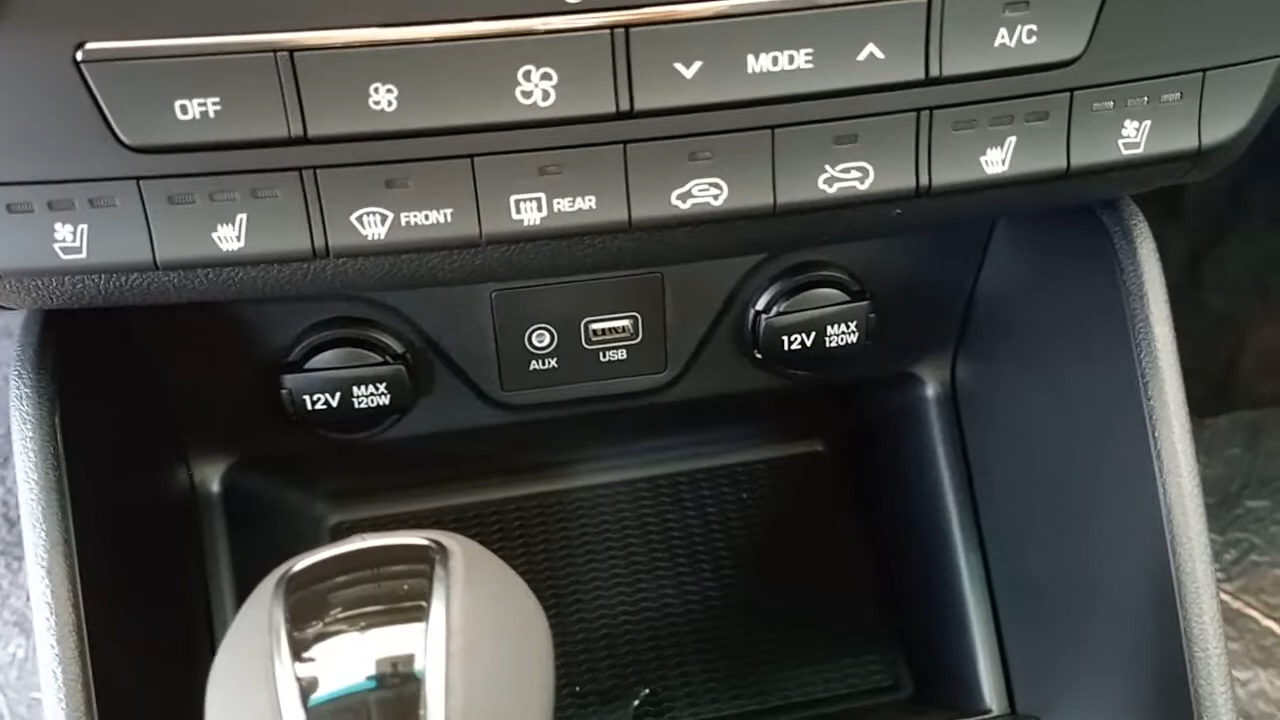 OFF
MODE
A/C
FRONT
REAR
AUX
USB
12V MAX 120W
12V MAX 120W